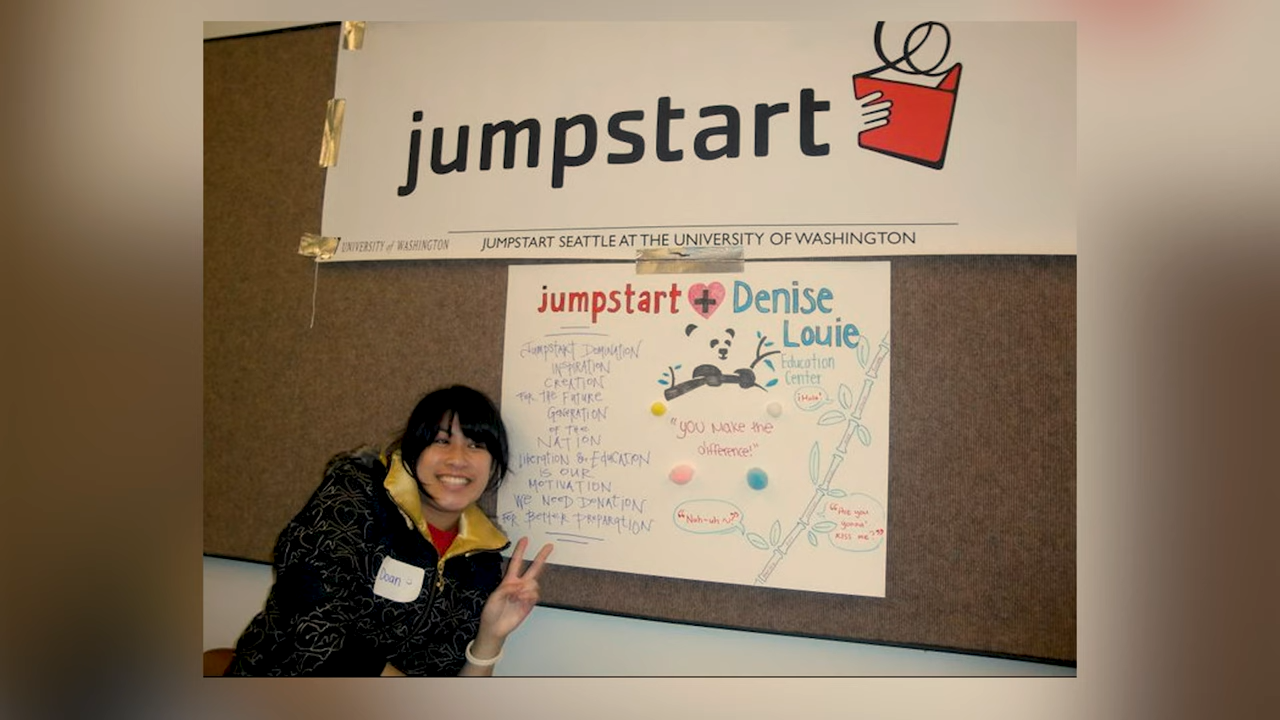 jumpstart
UNIVERSITY of WASHINGTON
JUMPSTART SEATTLE AT THE UNIVERSITY OF WASHINGTON
jumpstart + Denise
Louie
Education
Center
Jumpstart Domination
Inspiration
Creation
For the Future
Generation
of the
Nation
Liberation & Education
is our
Motivation
We Need Donation
For Better Preparation
¡Hola!
"you make the
difference!"
"Nah-uh ~"
"Are you
gonna'
kiss me?"
Doan